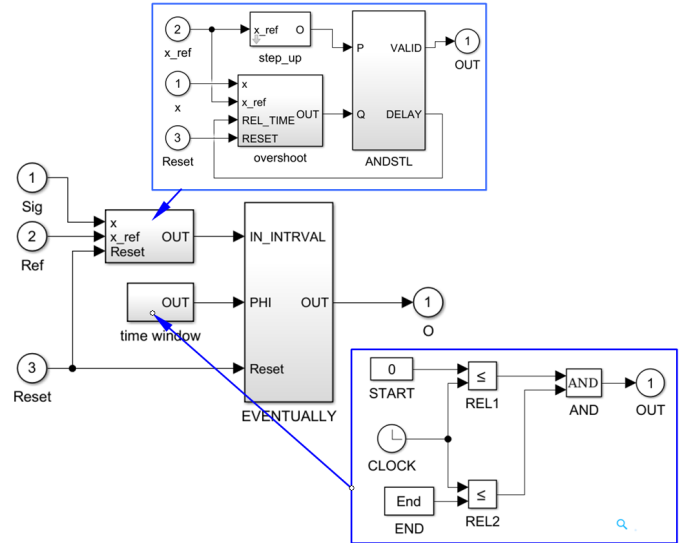 2
x_ref
x_ref
O
step_up
1
x
x
x_ref
REL_TIME
RESET
OUT
overshoot
3
Reset
P
VALID
Q
DELAY
ANDSTL
1
OUT
1
Sig
2
Ref
x
x_ref
Reset
OUT
OUT
time window
3
Reset
IN_INTRVAL
PHI
OUT
Reset
EVENTUALLY
1
O
0
START
≤
REL1
AND
AND
1
OUT
CLOCK
End
END
≤
REL2